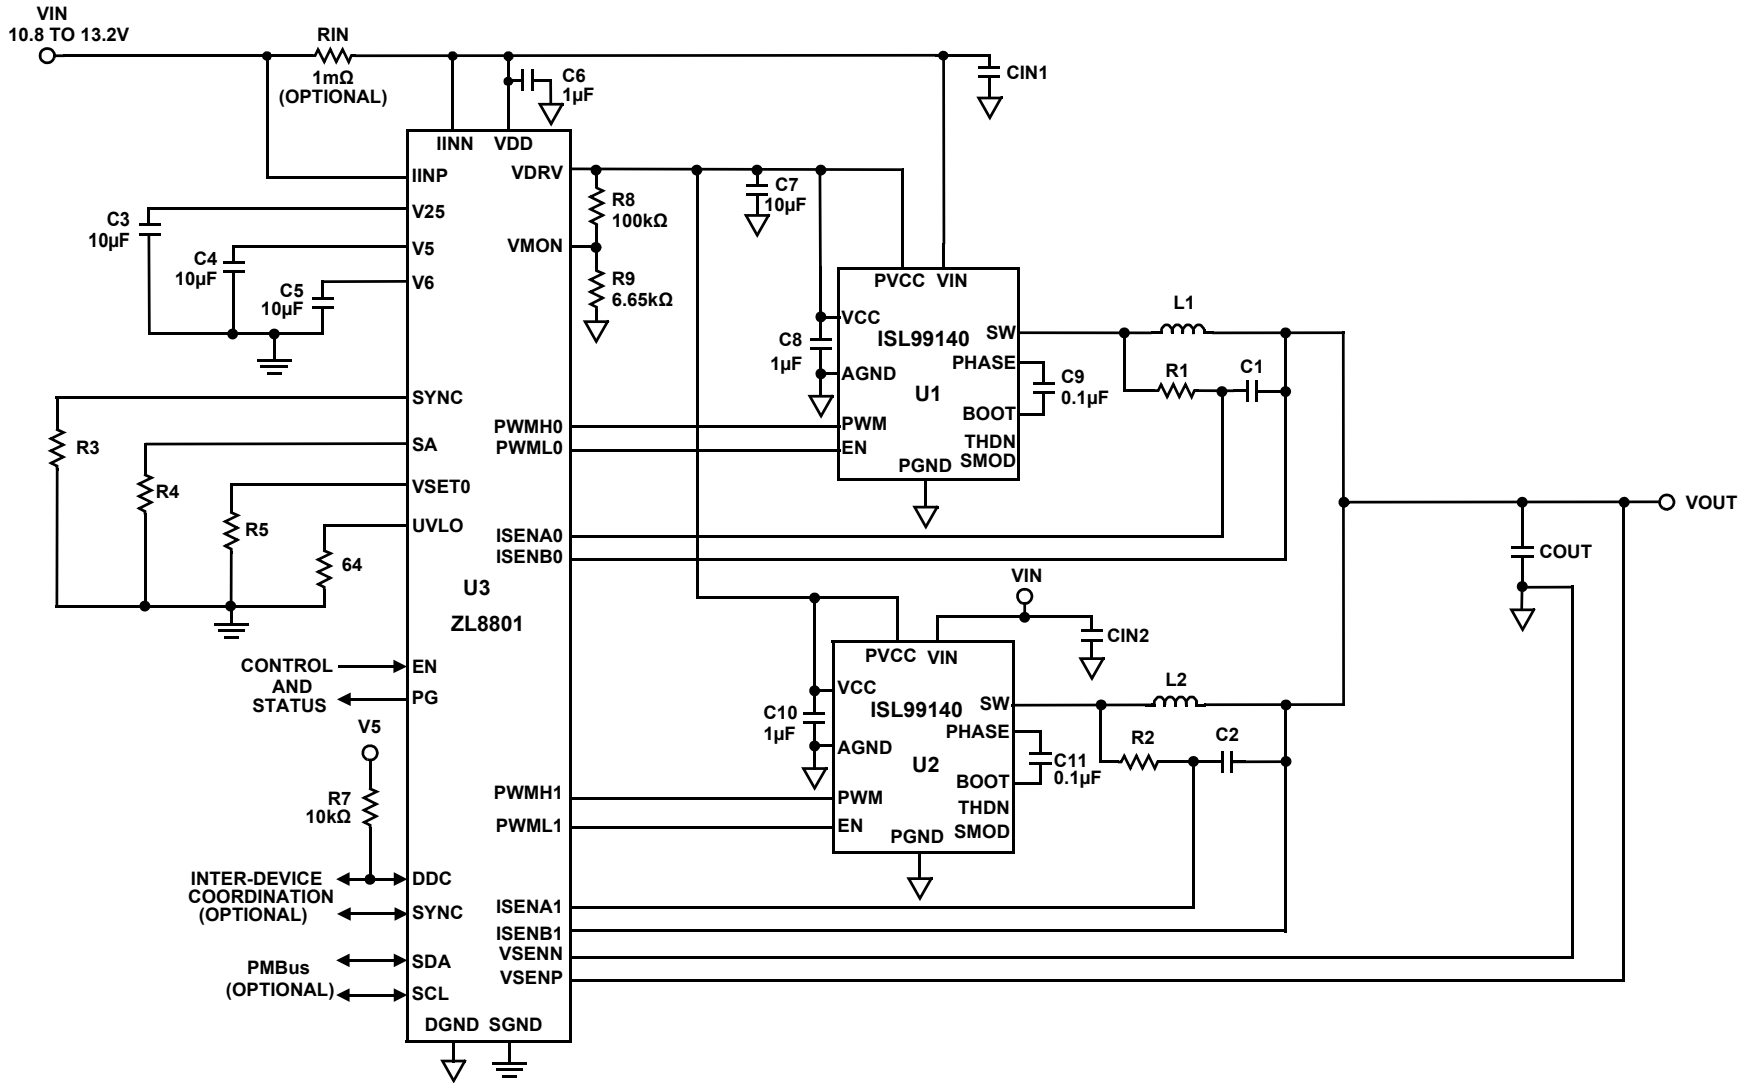 VIN
10.8 TO 13.2V
RIN
1mΩ
(OPTIONAL)
C6
1µF
CIN1
IINN VDD
IINP
VDRV
V25
V5
V6
VMON
C3
10µF
C4
10µF
C5
10µF
R8
100kΩ
R9
6.65kΩ
C7
10µF
PVCC VIN
VCC
ISL99140
SW
PHASE
AGND
U1
BOOT
PWM
THDN
EN
SMOD
PGND
C8
1µF
C9
0.1µF
L1
R1
C1
SYNC
SA
VSET0
UVLO
R3
R4
R5
64
PWMH0
PWML0
ISENA0
ISENB0
U3
ZL8801
VOUT
COUT
VIN
CIN2
CONTROL
AND
STATUS
EN
PG
V5
R7
10kΩ
PVCC VIN
VCC
ISL99140
SW
PHASE
AGND
U2
BOOT
PWM
THDN
EN
SMOD
PGND
C10
1µF
C11
0.1µF
L2
R2
C2
PWMH1
PWML1
INTER-DEVICE
COORDINATION
(OPTIONAL)
DDC
SYNC
PMBus
(OPTIONAL)
SDA
SCL
ISENA1
ISENB1
VSENN
VSENP
DGND SGND